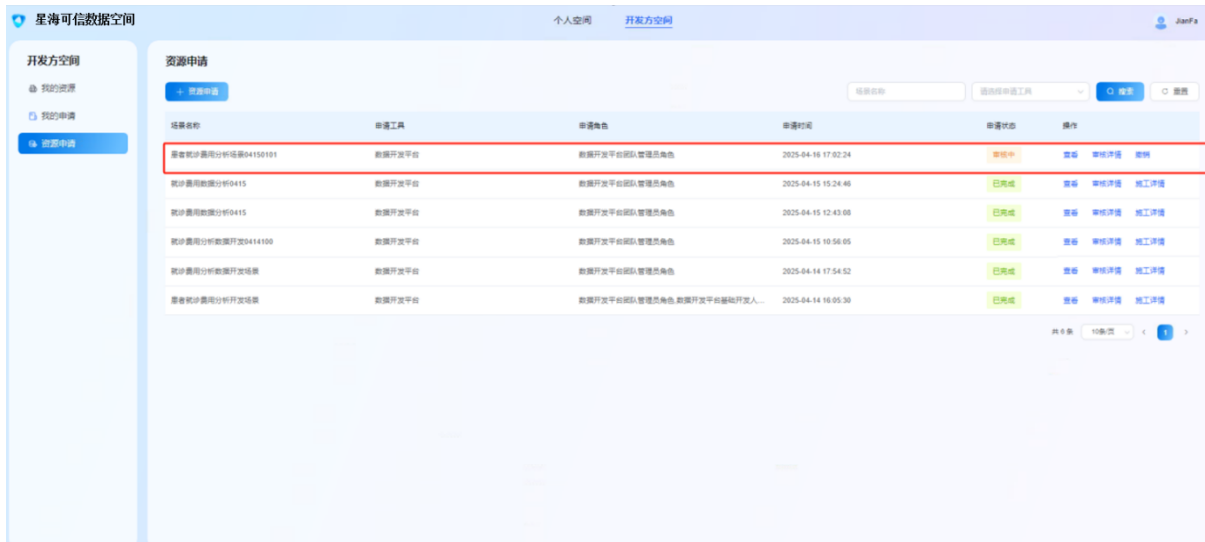 星海可信数据空间
个人空间 开发方空间
JianFa
开发方空间
我的资源
我的申请
资源申请
资源申请
+ 资源申请
场景名称 请选择申请工具 搜索 重置
场景名称 申请工具 申请角色 申请时间 申请状态 操作
患者就诊费用分析场景04150101 数据开发平台 数据开发平台团队管理员角色 2025-04-16 17:02:24 审核中 查看 审核详情 撤销
就诊费用数据分析0415 数据开发平台 数据开发平台团队管理员角色 2025-04-15 15:24:46 已完成 查看 审核详情 施工详情
就诊费用数据分析0415 数据开发平台 数据开发平台团队管理员角色 2025-04-15 12:43:08 已完成 查看 审核详情 施工详情
就诊费用分析数据开发0414100 数据开发平台 数据开发平台团队管理员角色 2025-04-15 10:56:05 已完成 查看 审核详情 施工详情
就诊费用分析数据开发场景 数据开发平台 数据开发平台团队管理员角色 2025-04-14 17:54:52 已完成 查看 审核详情 施工详情
患者就诊费用分析开发场景 数据开发平台 数据开发平台团队管理员角色,数据开发平台基础开发人... 2025-04-14 16:05:30 已完成 查看 审核详情 施工详情
共 6 条 10条/页 < 1 >